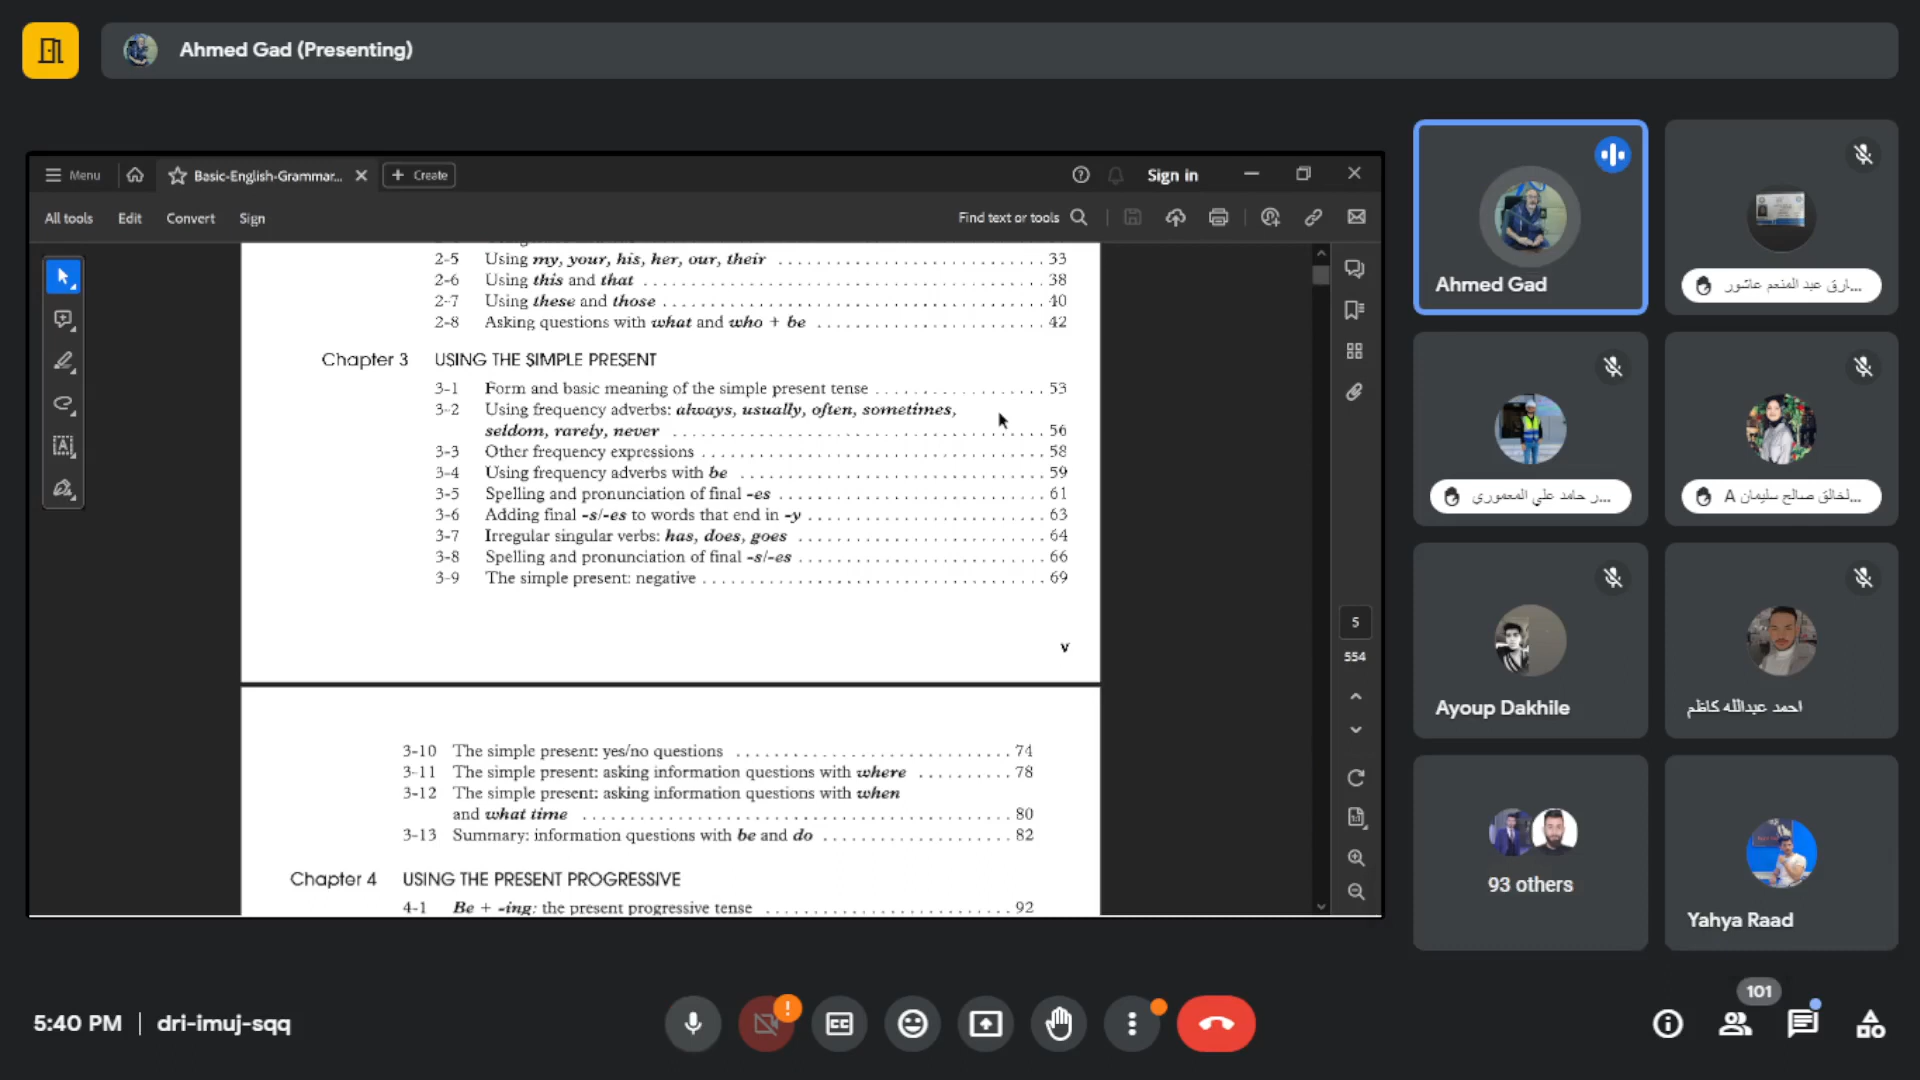 Ahmed Gad (Presenting)
Menu
Basic-English-Grammar...
Create
Sign in
All tools
Edit
Convert
Sign
Find text or tools
2-5 Using my, your, his, her, our, their 33
2-6 Using this and that 38
2-7 Using these and those 40
2-8 Asking questions with what and who + be 42
Chapter 3 USING THE SIMPLE PRESENT
3-1 Form and basic meaning of the simple present tense 53
3-2 Using frequency adverbs: always, usually, often, sometimes,
seldom, rarely, never 56
3-3 Other frequency expressions 58
3-4 Using frequency adverbs with be 59
3-5 Spelling and pronunciation of final -es 61
3-6 Adding final -s/-es to words that end in -y 63
3-7 Irregular singular verbs: has, does, goes 64
3-8 Spelling and pronunciation of final -s/-es 66
3-9 The simple present: negative 69
v
3-10 The simple present: yes/no questions 74
3-11 The simple present: asking information questions with where 78
3-12 The simple present: asking information questions with when
and what time 80
3-13 Summary: information questions with be and do 82
Chapter 4 USING THE PRESENT PROGRESSIVE
4-1 Be + -ing: the present progressive tense 92
5
554
Ahmed Gad
...ارق عبد المنعم عاشور
...ر حامد علي المعموري
...لخالق صالح سليمان A
Ayoup Dakhile
احمد عبدالله كاظم
93 others
Yahya Raad
5:40 PM
dri-imuj-sqq
101